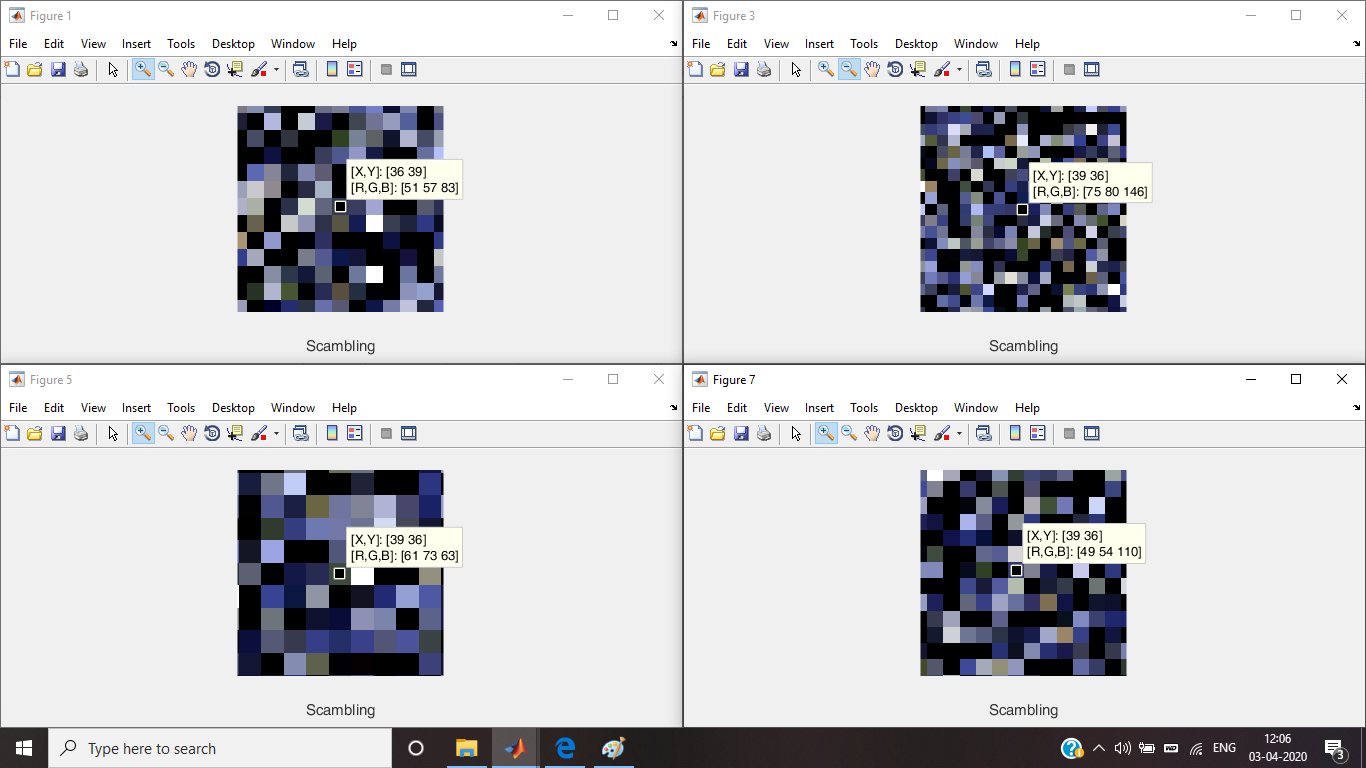 Figure 1
File Edit View Insert Tools Desktop Window Help
[X,Y]: [36 39]
[R,G,B]: [51 57 83]
Scambling
Figure 3
File Edit View Insert Tools Desktop Window Help
[X,Y]: [39 36]
[R,G,B]: [75 80 146]
Scambling
Figure 5
File Edit View Insert Tools Desktop Window Help
[X,Y]: [39 36]
[R,G,B]: [61 73 63]
Scambling
Figure 7
File Edit View Insert Tools Desktop Window Help
[X,Y]: [39 36]
[R,G,B]: [49 54 110]
Scambling
Type here to search
ENG
12:06
03-04-2020
3